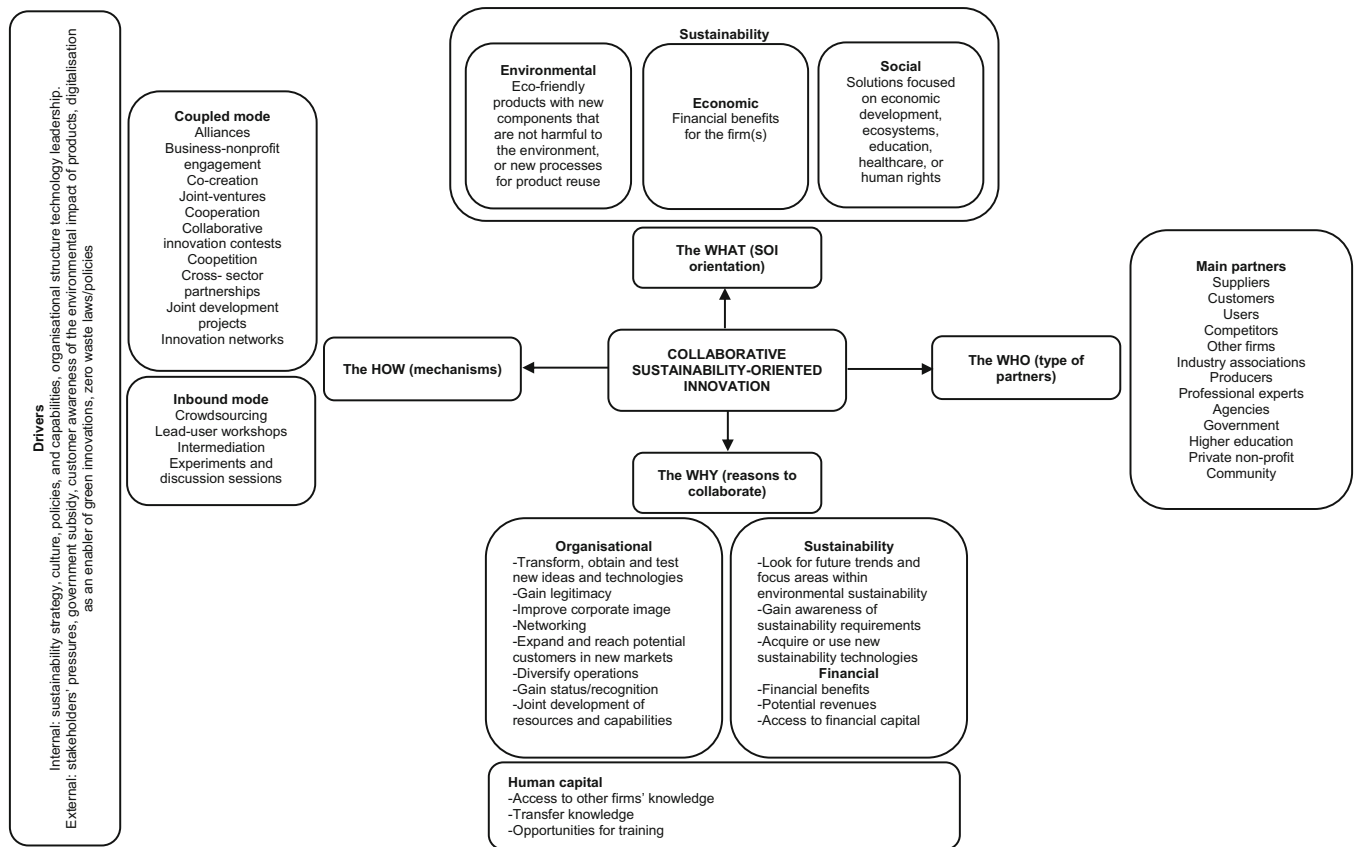 Drivers
Internal: sustainability strategy, culture, policies, and capabilities, organisational structure technology leadership.
External: stakeholders' pressures, government subsidy, customer awareness of the environmental impact of products, digitalisation
as an enabler of green innovations, zero waste laws/policies
Coupled mode
Alliances
Business-nonprofit
engagement
Co-creation
Joint-ventures
Cooperation
Collaborative
innovation contests
Coopetition
Cross- sector
partnerships
Joint development
projects
Innovation networks
Inbound mode
Crowdsourcing
Lead-user workshops
Intermediation
Experiments and
discussion sessions
The HOW (mechanisms)
Sustainability
Environmental
Eco-friendly
products with new
components that
are not harmful to
the environment,
or new processes
for product reuse
Economic
Financial benefits
for the firm(s)
Social
Solutions focused
on economic
development,
ecosystems,
education,
healthcare, or
human rights
The WHAT (SOI
orientation)
COLLABORATIVE
SUSTAINABILITY-ORIENTED
INNOVATION
The WHY (reasons to
collaborate)
Organisational
-Transform, obtain and test
new ideas and technologies
-Gain legitimacy
-Improve corporate image
-Networking
-Expand and reach potential
customers in new markets
-Diversify operations
-Gain status/recognition
-Joint development of
resources and capabilities
Sustainability
-Look for future trends and
focus areas within
environmental sustainability
-Gain awareness of
sustainability requirements
-Acquire or use new
sustainability technologies
Financial
-Financial benefits
-Potential revenues
-Access to financial capital
Human capital
-Access to other firms' knowledge
-Transfer knowledge
-Opportunities for training
The WHO (type of
partners)
Main partners
Suppliers
Customers
Users
Competitors
Other firms
Industry associations
Producers
Professional experts
Agencies
Government
Higher education
Private non-profit
Community